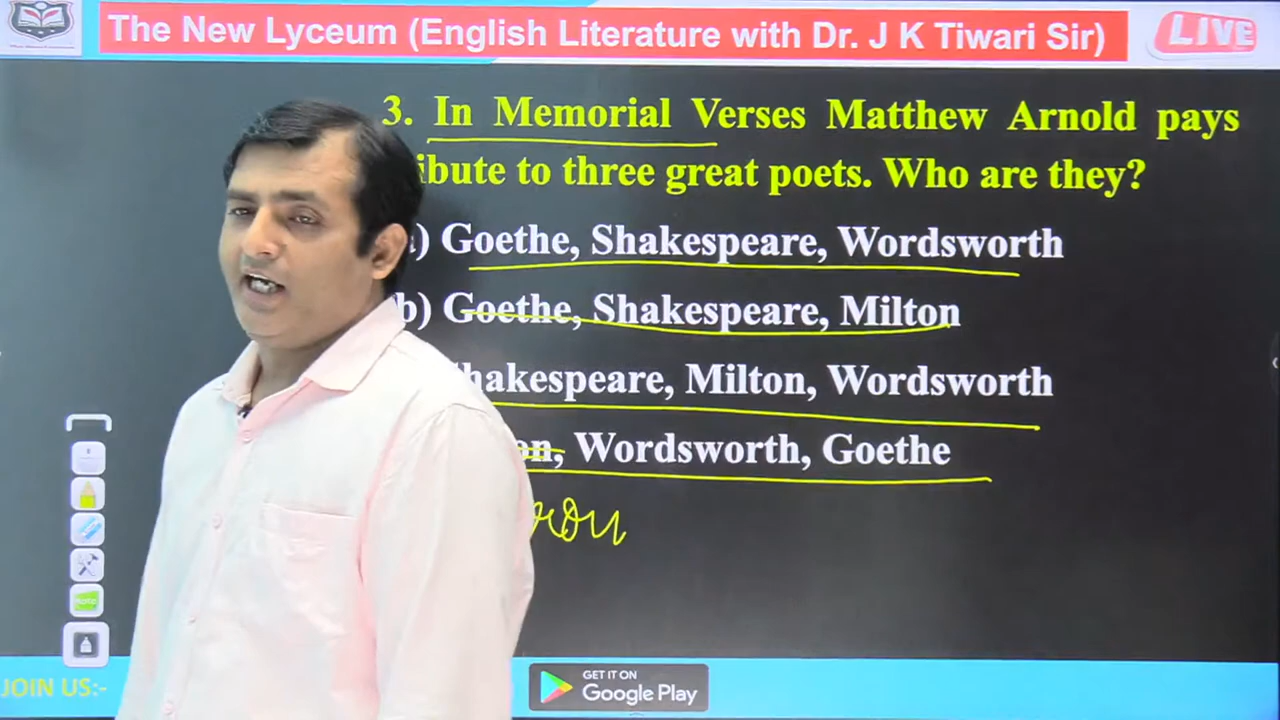 The New Lyceum (English Literature with Dr. J K Tiwari Sir)
LIVE
3. In Memorial Verses Matthew Arnold pays
ibute to three great poets. Who are they?
a) Goethe, Shakespeare, Wordsworth
b) Goethe, Shakespeare, Milton
hakespeare, Milton, Wordsworth
on, Wordsworth, Goethe
JOIN US:-
GET IT ON
Google Play